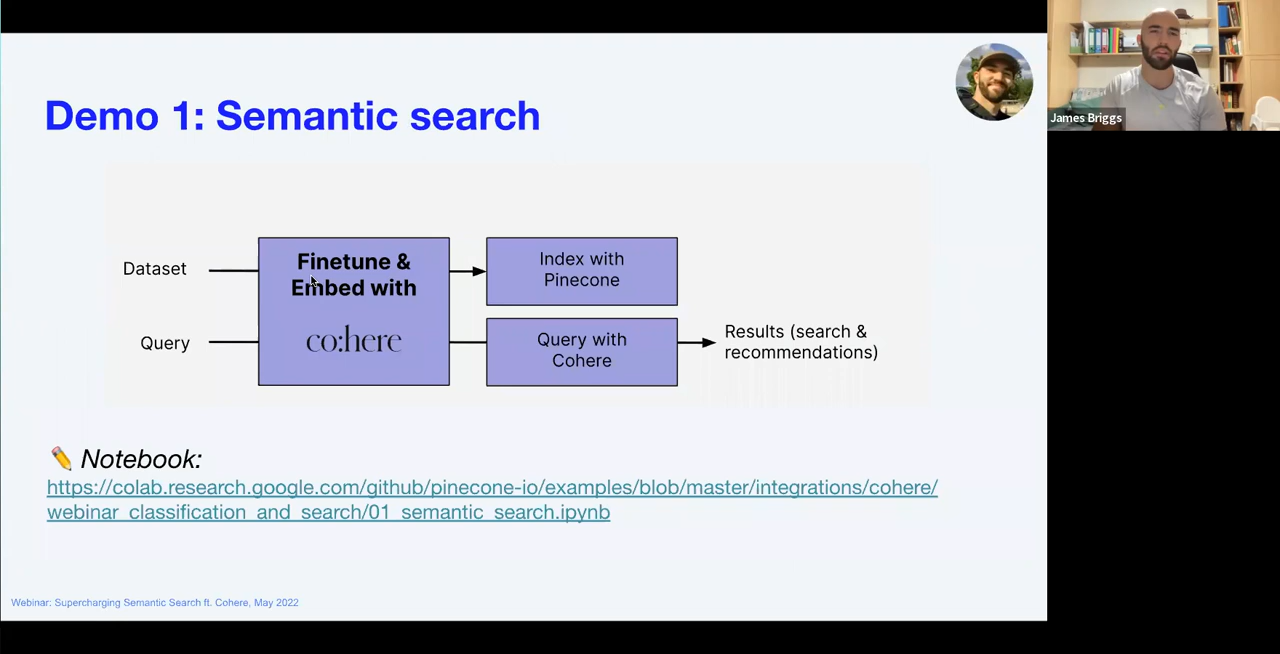 Demo 1: Semantic search
James Briggs
Dataset
Query
Finetune &
Embed with
co:here
Index with
Pinecone
Query with
Cohere
Results (search &
recommendations)
✏️ Notebook:
https://colab.research.google.com/github/pinecone-io/examples/blob/master/integrations/cohere/
webinar_classification_and_search/01_semantic_search.ipynb
Webinar: Supercharging Semantic Search ft. Cohere, May 2022